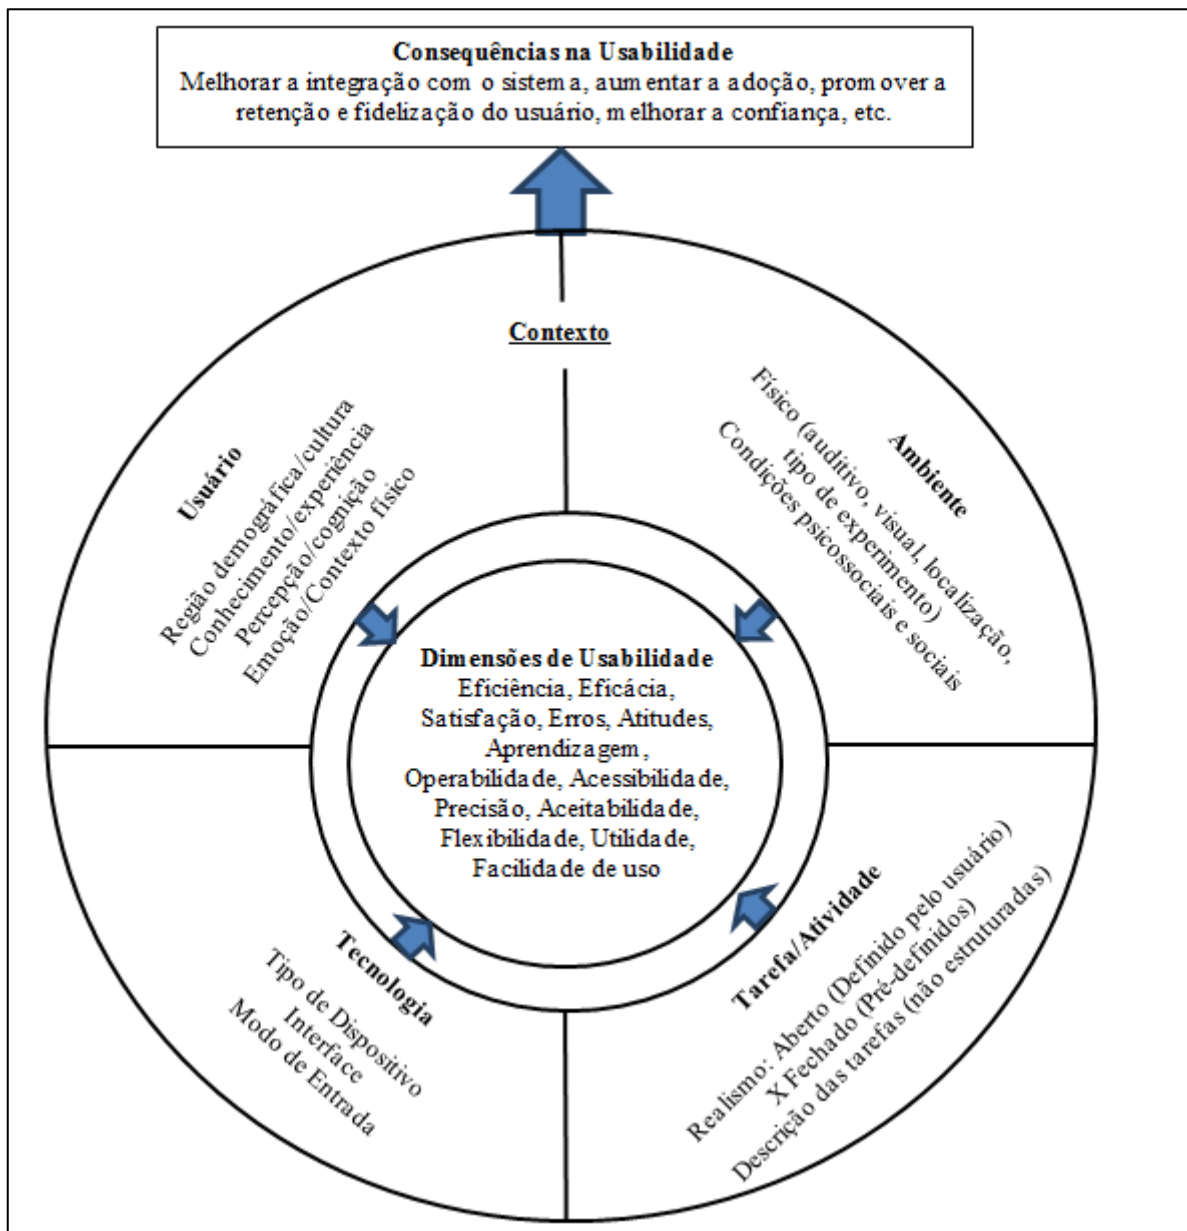 Consequências na Usabilidade
Melhorar a integração com o sistema, aumentar a adoção, promover a
retenção e fidelização do usuário, melhorar a confiança, etc.
Contexto
Usuário
Região demográfica/cultura
Conhecimento/experiência
Percepção/cognição
Emoção/Contexto físico
Ambiente
Físico (auditivo, visual, localização,
tipo de experimento)
Condições psicossociais e sociais
Dimensões de Usabilidade
Eficiência, Eficácia,
Satisfação, Erros, Atitudes,
Aprendizagem,
Operabilidade, Acessibilidade,
Precisão, Aceitabilidade,
Flexibilidade, Utilidade,
Facilidade de uso
Tecnologia
Tipo de Dispositivo
Interface
Modo de Entrada
Tarefa/Atividade
Realismo: Aberto (Definido pelo usuário)
X Fechado (Pré-definidos)
Descrição das tarefas (não estruturadas)